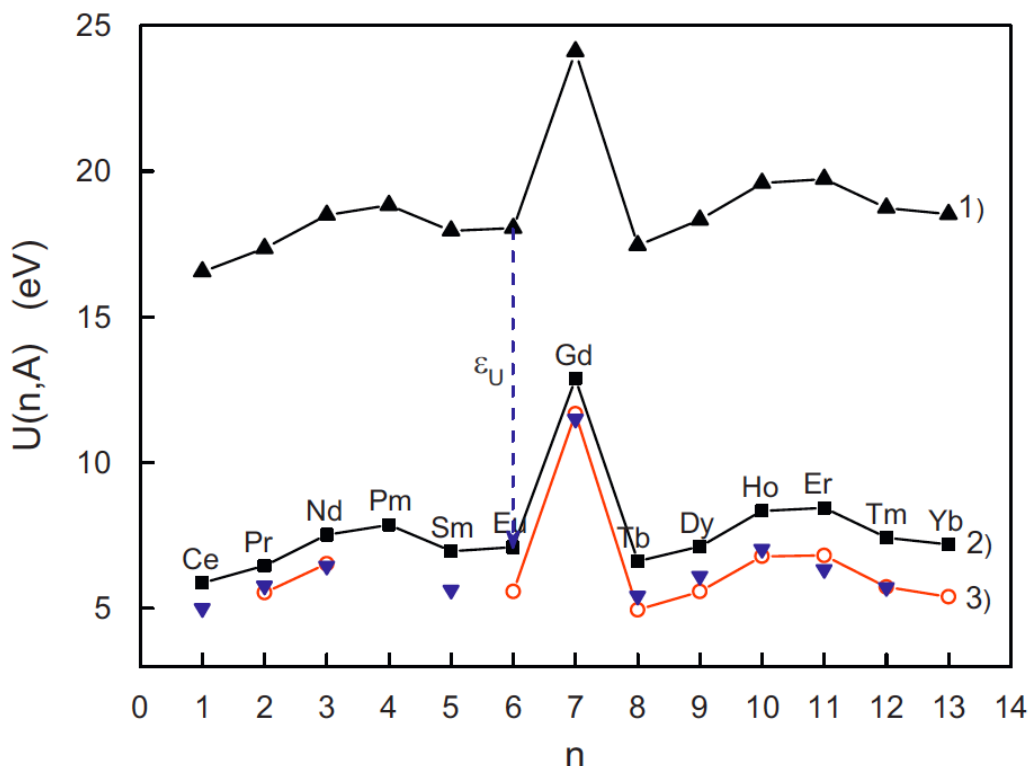 25
20
15
10
5
U(n,A) (eV)
1)
ε_U
Gd
Ce
Pr
Nd
Pm
Sm
Eu
Tb
Dy
Ho
Er
Tm
Yb
2)
3)
0 1 2 3 4 5 6 7 8 9 10 11 12 13 14
n